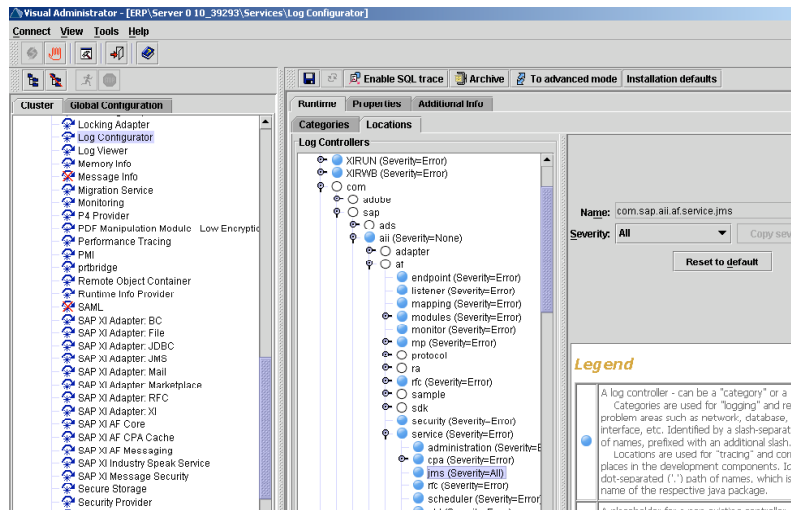 Visual Administrator - [ERP\Server 0 10_39293\Services\Log Configurator]
Connect View Tools Help
Enable SQL trace Archive To advanced mode Installation defaults
Cluster Global Configuration
Runtime Properties Additional Info
Categories Locations
Locking Adapter
Log Configurator
Log Viewer
Memory Info
Message Info
Migration Service
Monitoring
P4 Provider
PDF Manipulation Module Low Encryptic
Performance Tracing
PMI
prtbridge
Remote Object Container
Runtime Info Provider
SAML
SAP XI Adapter: BC
SAP XI Adapter: File
SAP XI Adapter: JDBC
SAP XI Adapter: JMS
SAP XI Adapter: Mail
SAP XI Adapter: Marketplace
SAP XI Adapter: RFC
SAP XI Adapter: XI
SAP XI AF Core
SAP XI AF CPA Cache
SAP XI AF Messaging
SAP XI Industry Speak Service
SAP XI Message Security
Secure Storage
Security Provider
Log Controllers
XIRUN (Severity=Error)
XIRWB (Severity=Error)
com
adobe
sap
ads
aii (Severity=None)
adapter
af
endpoint (Severity=Error)
listener (Severity=Error)
mapping (Severity=Error)
modules (Severity=Error)
monitor (Severity=Error)
mp (Severity=Error)
protocol
ra
rfc (Severity=Error)
sample
sdk
security (Severity=Error)
service (Severity=Error)
administration (Severity=E
cpa (Severity=Error)
jms (Severity=All)
rfc (Severity=Error)
scheduler (Severity=Error
Name: com.sap.aii.af.service.jms
Severity: All Copy sev
Reset to default
Legend
A log controller - can be a "category" or a
Categories are used for "logging" and re
problem areas such as network, database,
interface, etc. Identified by a slash-separat
of names, prefixed with an additional slash.
Locations are used for "tracing" and con
places in the development components. Id
dot-separated ('.') path of names, which is
name of the respective java package.